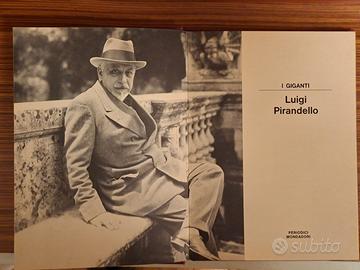 I GIGANTI
Luigi
Pirandello
PERIODICI
MONDADORI
subito